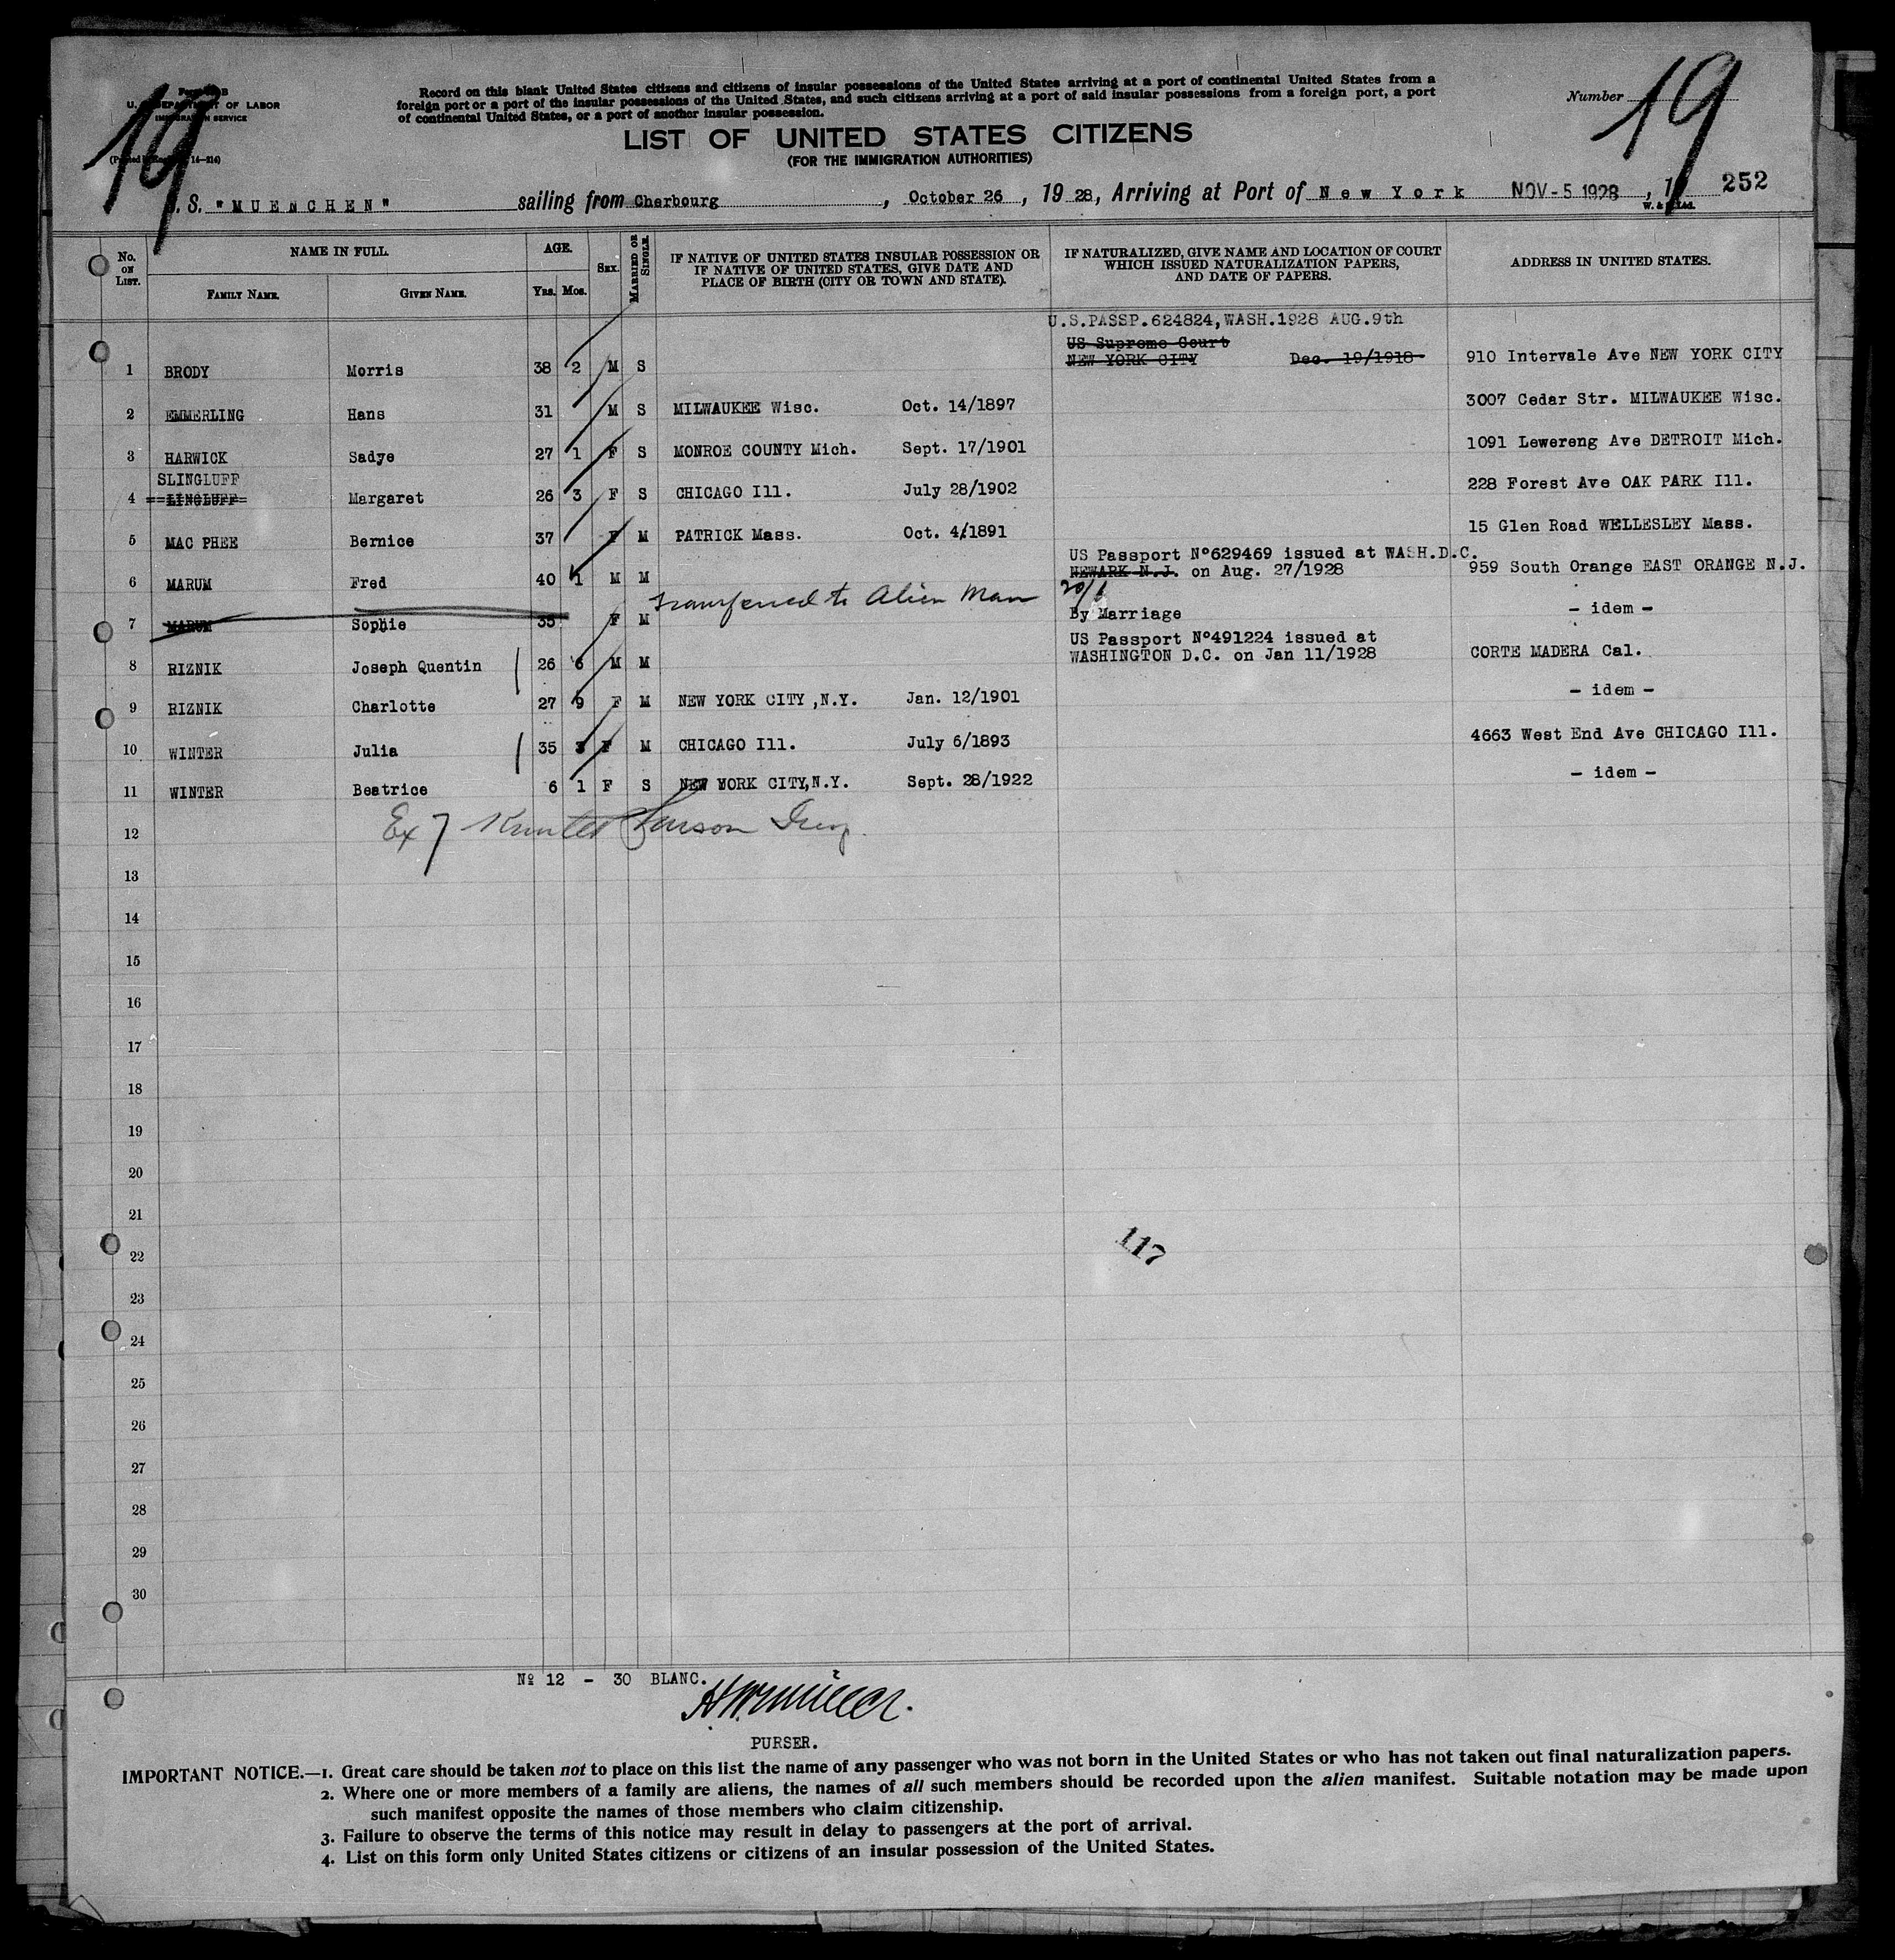 19
Form
U. S. DEPARTMENT OF LABOR
IMMIGRATION SERVICE
Record on this blank United States citizens and citizens of insular possessions of the United States arriving at a port of continental United States from a
foreign port or a port of the insular possessions of the United States, and such citizens arriving at a port of said insular possessions from a foreign port, a port
of continental United States, or a port of another insular possession.
Number 19
LIST OF UNITED STATES CITIZENS
(FOR THE IMMIGRATION AUTHORITIES)
S. S. "MUENCHEN" sailing from Cherbourg, October 26, 1928, Arriving at Port of New York NOV-5 1928, 1 252
No. ON LIST. NAME IN FULL. AGE. SEX. MARRIED OR SINGLE. IF NATIVE OF UNITED STATES INSULAR POSSESSION OR IF NATIVE OF UNITED STATES, GIVE DATE AND PLACE OF BIRTH (CITY OR TOWN AND STATE). IF NATURALIZED, GIVE NAME AND LOCATION OF COURT WHICH ISSUED NATURALIZATION PAPERS, AND DATE OF PAPERS. ADDRESS IN UNITED STATES.
FAMILY NAME. GIVEN NAME. YRS. MOS.
U.S.PASSP.624824,WASH.1928 AUG.9th
US Supreme Court
1 BRODY Morris 38 2 M S NEW YORK CITY Dec. 19/1918 910 Intervale Ave NEW YORK CITY
2 EMMERLING Hans 31 M S MILWAUKEE Wisc. Oct. 14/1897 3007 Cedar Str. MILWAUKEE Wisc.
3 HARWICK Sadye 27 1 F S MONROE COUNTY Mich. Sept. 17/1901 1091 Lewereng Ave DETROIT Mich.
SLINGLUFF
4 LINGLUFF Margaret 26 3 F S CHICAGO Ill. July 28/1902 228 Forest Ave OAK PARK Ill.
5 MAC PHEE Bernice 37 F M PATRICK Mass. Oct. 4/1891 15 Glen Road WELLESLEY Mass.
US Passport N°629469 issued at WASH.D.C.
6 MARUM Fred 40 1 M M NEWARK N.J. on Aug. 27/1928 959 South Orange EAST ORANGE N.J.
Transferred to Alien Man 20/1
7 MARUM Sophie 35 F M By Marriage - idem -
US Passport N°491224 issued at
8 RIZNIK Joseph Quentin 26 6 M M WASHINGTON D.C. on Jan 11/1928 CORTE MADERA Cal.
9 RIZNIK Charlotte 27 9 F M NEW YORK CITY ,N.Y. Jan. 12/1901 - idem -
10 WINTER Julia 35 3 F M CHICAGO Ill. July 6/1893 4663 West End Ave CHICAGO Ill.
11 WINTER Beatrice 6 1 F S NEW YORK CITY,N.Y. Sept. 28/1922 - idem -
12 Ex 7
13
14
15
16
17
18
19
20
21
22 117
23
24
25
26
27
28
29
30
№ 12 - 30 BLANC.
PURSER.
IMPORTANT NOTICE.—1. Great care should be taken not to place on this list the name of any passenger who was not born in the United States or who has not taken out final naturalization papers.
2. Where one or more members of a family are aliens, the names of all such members should be recorded upon the alien manifest. Suitable notation may be made upon
such manifest opposite the names of those members who claim citizenship.
3. Failure to observe the terms of this notice may result in delay to passengers at the port of arrival.
4. List on this form only United States citizens or citizens of an insular possession of the United States.